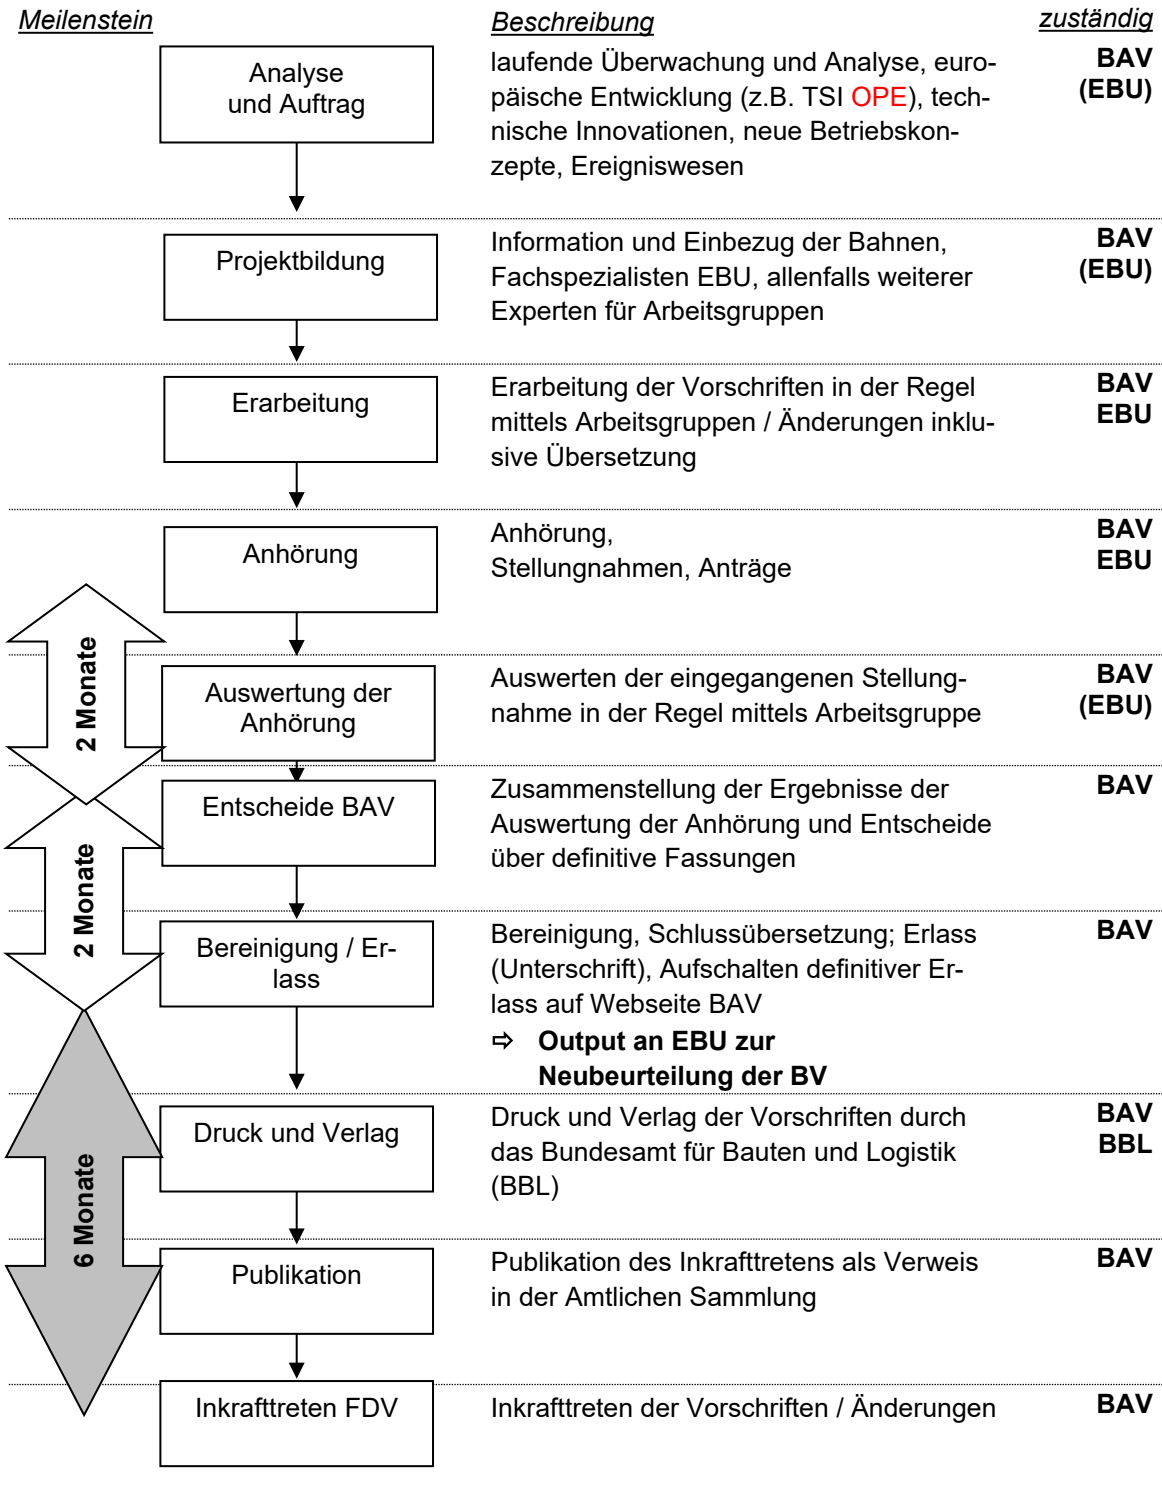 Meilenstein Beschreibung zuständig
Analyse
und Auftrag
laufende Überwachung und Analyse, euro-
päische Entwicklung (z.B. TSI OPE), tech-
nische Innovationen, neue Betriebskon-
zepte, Ereigniswesen
BAV
(EBU)
Projektbildung
Information und Einbezug der Bahnen,
Fachspezialisten EBU, allenfalls weiterer
Experten für Arbeitsgruppen
BAV
(EBU)
Erarbeitung
Erarbeitung der Vorschriften in der Regel
mittels Arbeitsgruppen / Änderungen inklu-
sive Übersetzung
BAV
EBU
Anhörung
Anhörung,
Stellungnahmen, Anträge
BAV
EBU
2 Monate
Auswertung der
Anhörung
Auswerten der eingegangenen Stellung-
nahme in der Regel mittels Arbeitsgruppe
BAV
(EBU)
Entscheide BAV
Zusammenstellung der Ergebnisse der
Auswertung der Anhörung und Entscheide
über definitive Fassungen
BAV
2 Monate
Bereinigung / Er-
lass
Bereinigung, Schlussübersetzung; Erlass
(Unterschrift), Aufschalten definitiver Er-
lass auf Webseite BAV
⇨ Output an EBU zur
Neubeurteilung der BV
BAV
Druck und Verlag
Druck und Verlag der Vorschriften durch
das Bundesamt für Bauten und Logistik
(BBL)
BAV
BBL
6 Monate
Publikation
Publikation des Inkrafttretens als Verweis
in der Amtlichen Sammlung
BAV
Inkrafttreten FDV
Inkrafttreten der Vorschriften / Änderungen
BAV